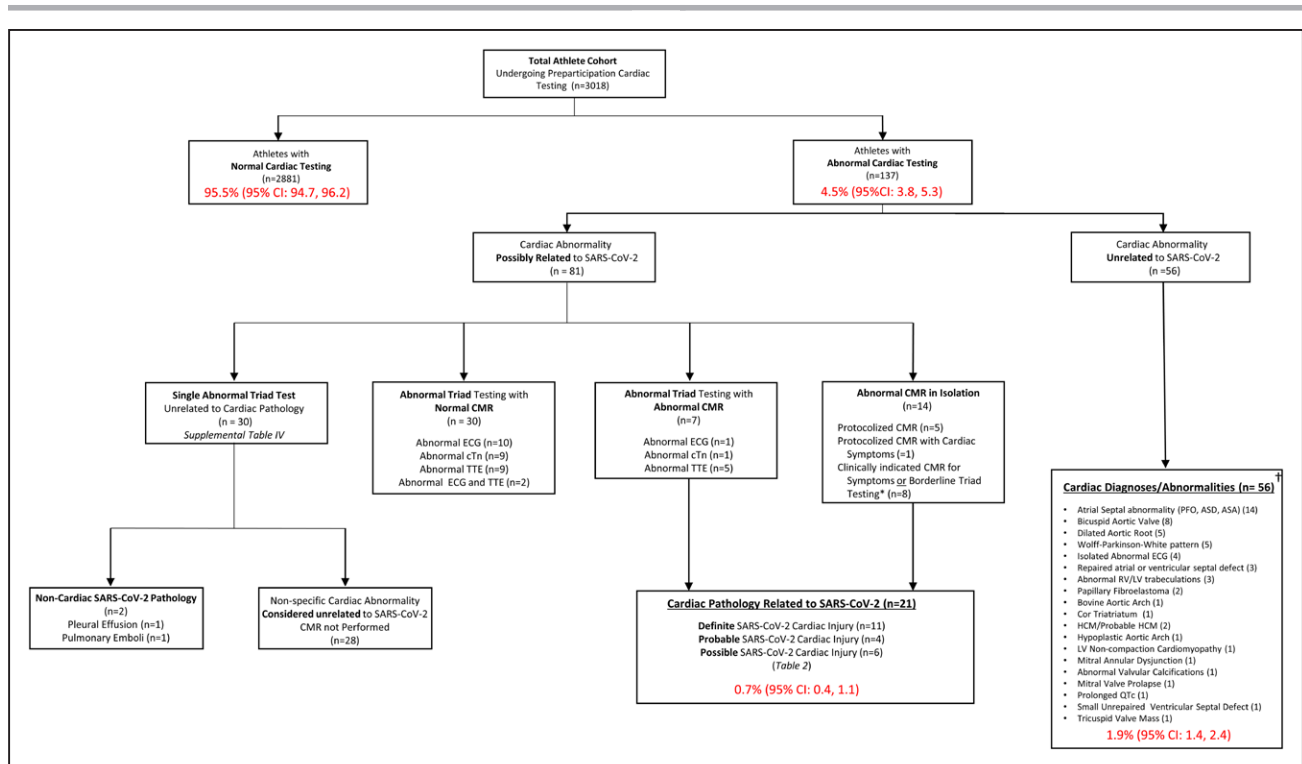 Total Athlete Cohort
Undergoing Preparticipation Cardiac
Testing (n=3018)
Athletes with
Normal Cardiac Testing
(n=2881)
95.5% (95% CI: 94.7, 96.2)
Athletes with
Abnormal Cardiac Testing
(n=137)
4.5% (95%CI: 3.8, 5.3)
Cardiac Abnormality
Possibly Related to SARS-CoV-2
(n = 81)
Cardiac Abnormality
Unrelated to SARS-CoV-2
(n =56)
Single Abnormal Triad Test
Unrelated to Cardiac Pathology
(n = 30)
Supplemental Table IV
Abnormal Triad Testing with
Normal CMR
(n = 30)
Abnormal ECG (n=10)
Abnormal cTn (n=9)
Abnormal TTE (n=9)
Abnormal ECG and TTE (n=2)
Abnormal Triad Testing with
Abnormal CMR
(n=7)
Abnormal ECG (n=1)
Abnormal cTn (n=1)
Abnormal TTE (n=5)
Abnormal CMR in Isolation
(n=14)
Protocolized CMR (n=5)
Protocolized CMR with Cardiac
Symptoms (=1)
Clinically indicated CMR for
Symptoms or Borderline Triad
Testing* (n=8)
Non-Cardiac SARS-CoV-2 Pathology
(n=2)
Pleural Effusion (n=1)
Pulmonary Emboli (n=1)
Non-specific Cardiac Abnormality
Considered unrelated to SARS-CoV-2
CMR not Performed
(n=28)
Cardiac Pathology Related to SARS-CoV-2 (n=21)
Definite SARS-CoV-2 Cardiac Injury (n=11)
Probable SARS-CoV-2 Cardiac Injury (n=4)
Possible SARS-CoV-2 Cardiac Injury (n=6)
(Table 2)
0.7% (95% CI: 0.4, 1.1)
Cardiac Diagnoses/Abnormalities (n= 56)†
• Atrial Septal abnormality (PFO, ASD, ASA) (14)
• Bicuspid Aortic Valve (8)
• Dilated Aortic Root (5)
• Wolff-Parkinson-White pattern (5)
• Isolated Abnormal ECG (4)
• Repaired atrial or ventricular septal defect (3)
• Abnormal RV/LV trabeculations (3)
• Papillary Fibroelastoma (2)
• Bovine Aortic Arch (1)
• Cor Triatrium (1)
• HCM/Probable HCM (2)
• Hypoplastic Aortic Arch (1)
• LV Non-compaction Cardiomyopathy (1)
• Mitral Annular Dysjunction (1)
• Abnormal Valvular Calcifications (1)
• Mitral Valve Prolapse (1)
• Prolonged QTc (1)
• Small Unrepaired Ventricular Septal Defect (1)
• Tricuspid Valve Mass (1)
1.9% (95% CI: 1.4, 2.4)